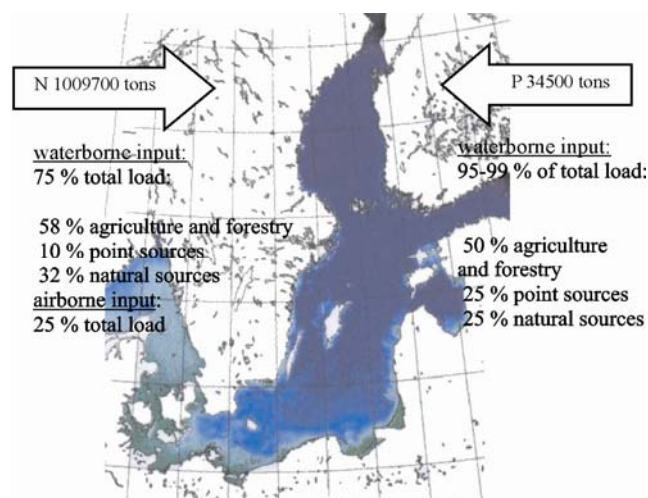 N 1009700 tons
P 34500 tons
waterborne input:
75 % total load:
58 % agriculture and forestry
10 % point sources
32 % natural sources
airborne input:
25 % total load
waterborne input:
95-99 % of total load:
50 % agriculture
and forestry
25 % point sources
25 % natural sources